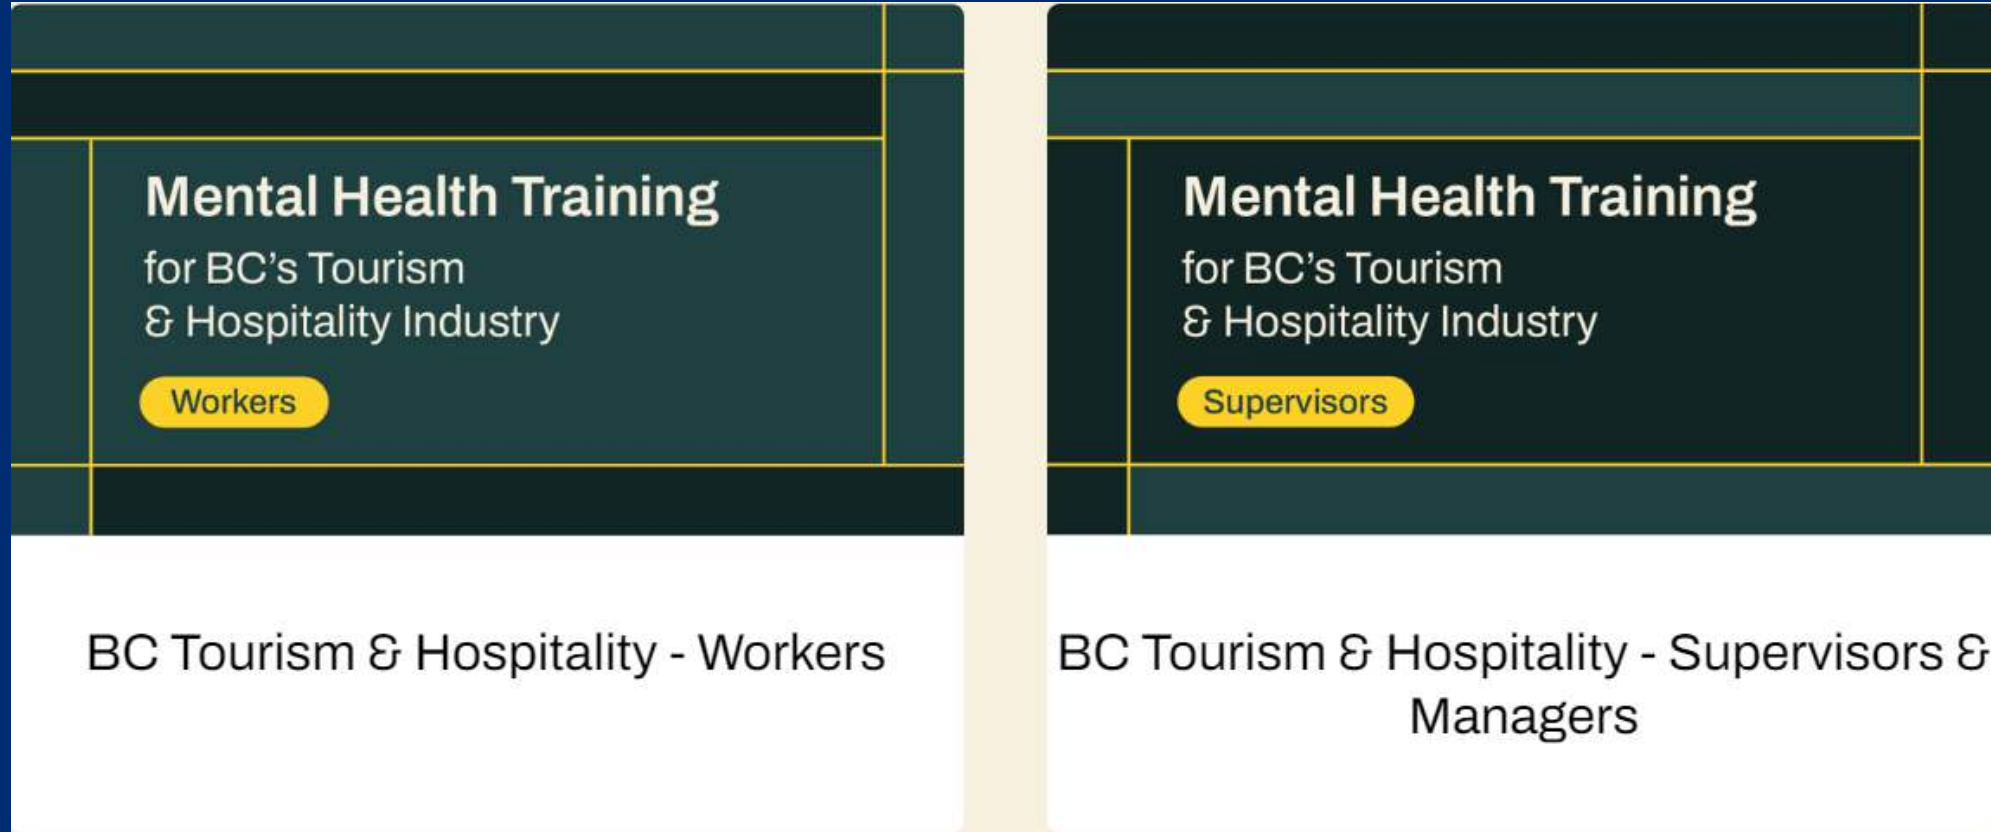 Mental Health Training
for BC's Tourism
& Hospitality Industry
Workers
BC Tourism & Hospitality - Workers
Mental Health Training
for BC's Tourism
& Hospitality Industry
Supervisors
BC Tourism & Hospitality - Supervisors &
Managers